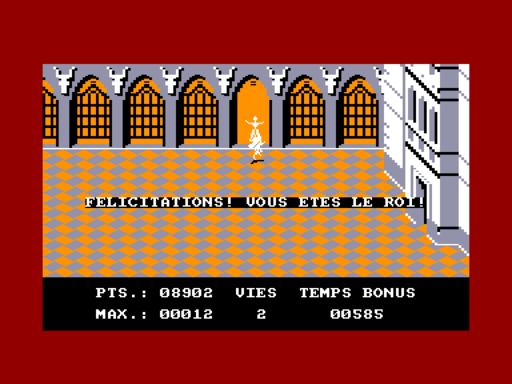 FELICITATIONS! VOUS ETES LE ROI!
PTS.: 08902 VIES TEMPS BONUS
MAX.: 00012 2 00585